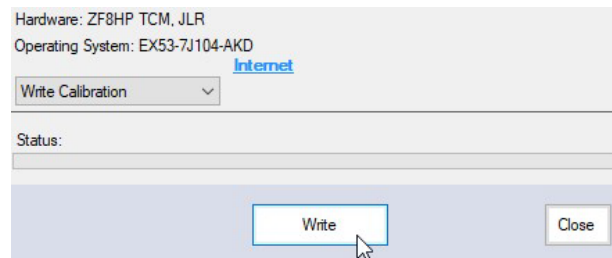 Hardware: ZF8HP TCM, JLR
Operating System: EX53-7J104-AKD
Internet
Write Calibration
Status:
Write
Close